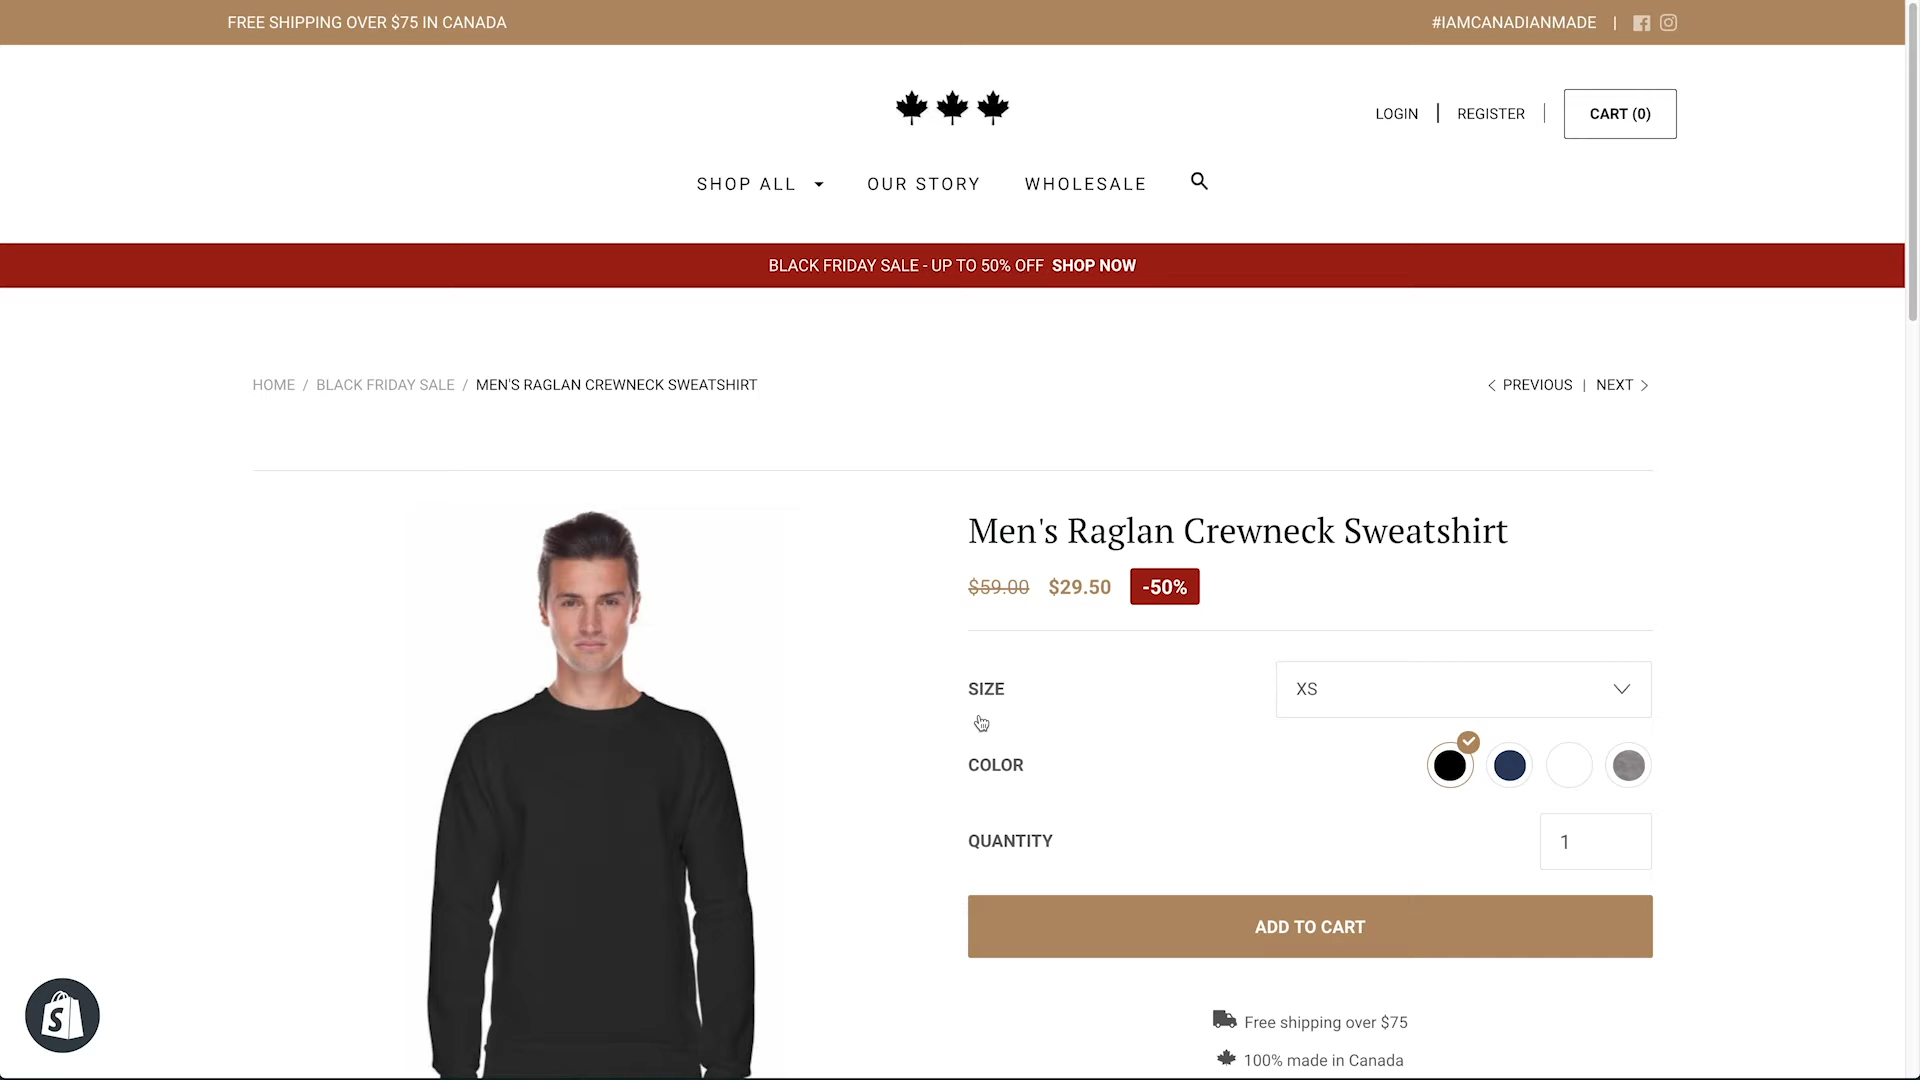 FREE SHIPPING OVER $75 IN CANADA
#IAMCANADIANMADE |
LOGIN | REGISTER | CART (0)
SHOP ALL OUR STORY WHOLESALE
BLACK FRIDAY SALE - UP TO 50% OFF SHOP NOW
HOME / BLACK FRIDAY SALE / MEN'S RAGLAN CREWNECK SWEATSHIRT
< PREVIOUS | NEXT >
Men's Raglan Crewneck Sweatshirt
$59.00 $29.50 -50%
SIZE XS
COLOR
QUANTITY 1
ADD TO CART
Free shipping over $75
100% made in Canada
S